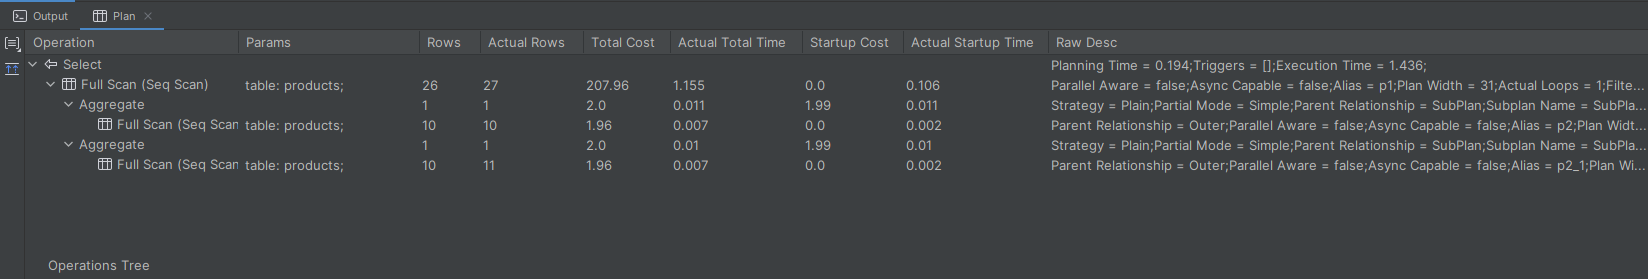 Output Plan
Operation Params Rows Actual Rows Total Cost Actual Total Time Startup Cost Actual Startup Time Raw Desc
Select Planning Time = 0.194;Triggers = [];Execution Time = 1.436;
Full Scan (Seq Scan) table: products; 26 27 207.96 1.155 0.0 0.106 Parallel Aware = false;Async Capable = false;Alias = p1;Plan Width = 31;Actual Loops = 1;Filte...
Aggregate 1 1 2.0 0.011 1.99 0.011 Strategy = Plain;Partial Mode = Simple;Parent Relationship = SubPlan;Subplan Name = SubPla...
Full Scan (Seq Scan table: products; 10 10 1.96 0.007 0.0 0.002 Parent Relationship = Outer;Parallel Aware = false;Async Capable = false;Alias = p2;Plan Widt...
Aggregate 1 1 2.0 0.01 1.99 0.01 Strategy = Plain;Partial Mode = Simple;Parent Relationship = SubPlan;Subplan Name = SubPla...
Full Scan (Seq Scan table: products; 10 11 1.96 0.007 0.0 0.002 Parent Relationship = Outer;Parallel Aware = false;Async Capable = false;Alias = p2_1;Plan Wi...
Operations Tree